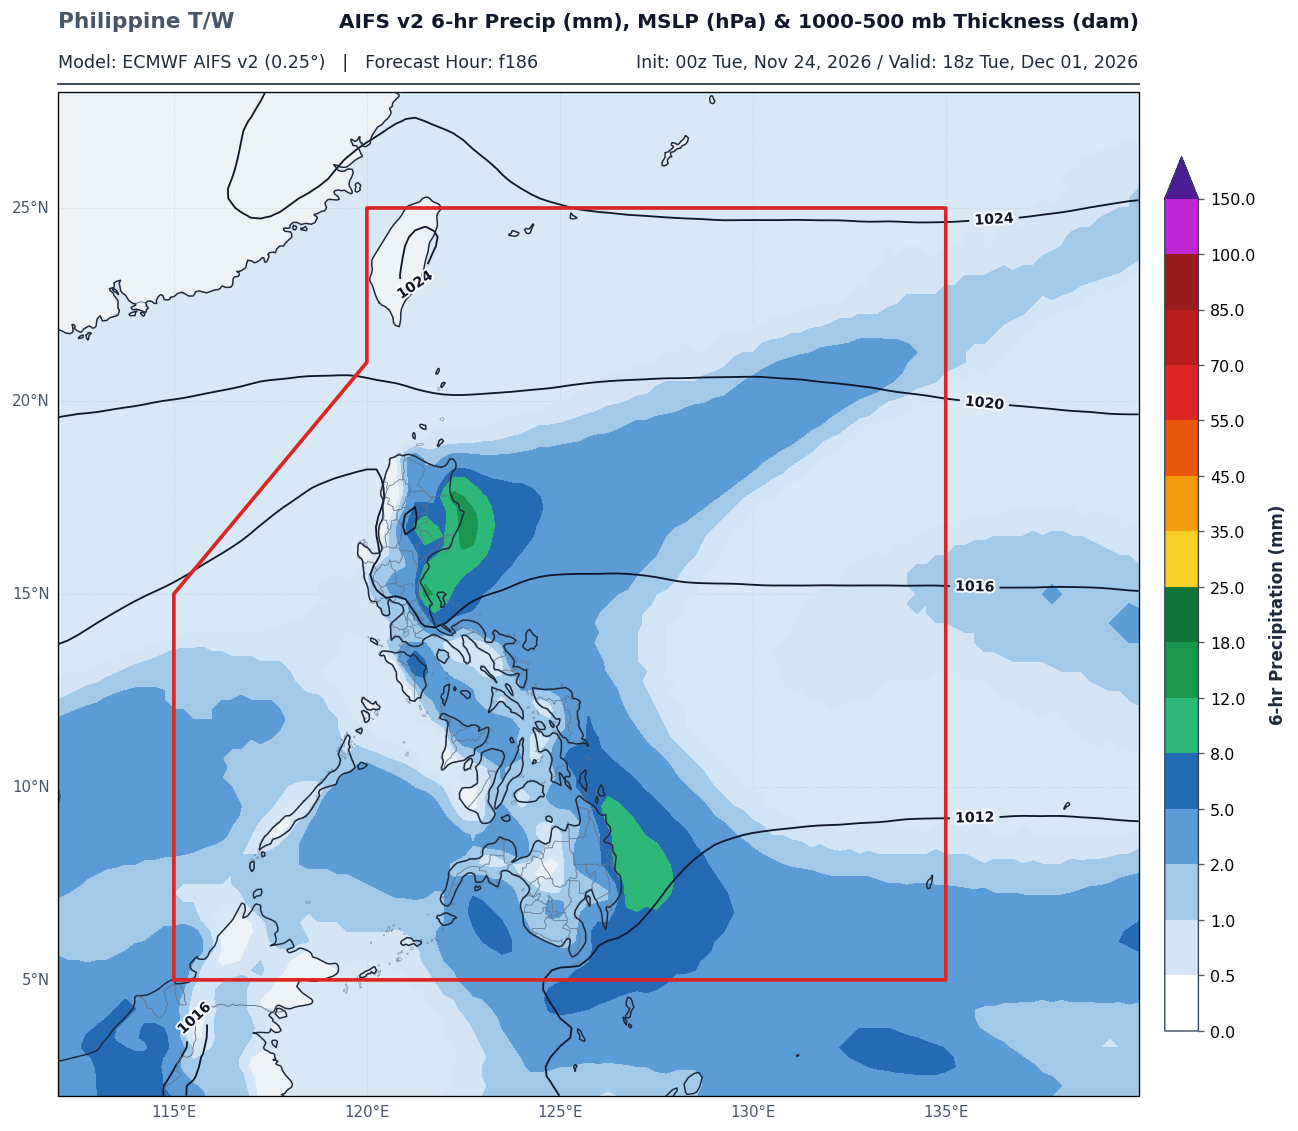 Philippine T/W
AIFS v2 6-hr Precip (mm), MSLP (hPa) & 1000-500 mb Thickness (dam)
Model: ECMWF AIFS v2 (0.25°) | Forecast Hour: f186
Init: 00z Tue, Nov 24, 2026 / Valid: 18z Tue, Dec 01, 2026
25°N
20°N
15°N
10°N
5°N
115°E
120°E
125°E
130°E
135°E
1024
1024
1020
1016
1012
1016
150.0
100.0
85.0
70.0
55.0
45.0
35.0
25.0
18.0
12.0
8.0
5.0
2.0
1.0
0.5
0.0
6-hr Precipitation (mm)